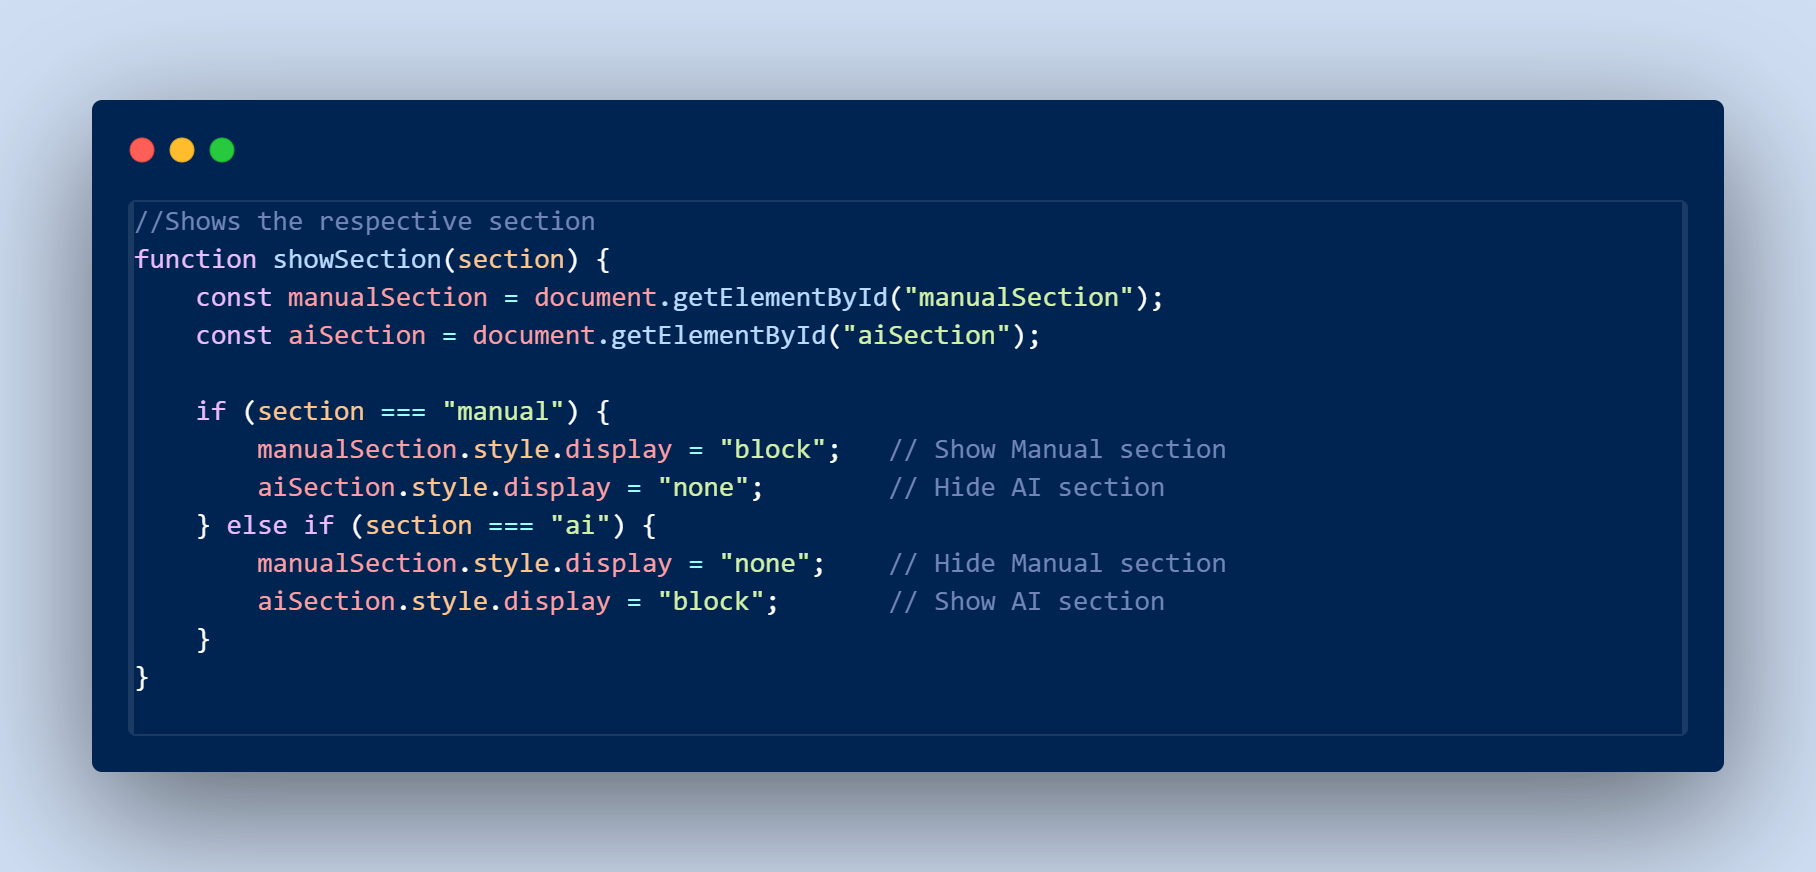 //Shows the respective section
function showSection(section) {
    const manualSection = document.getElementById("manualSection");
    const aiSection = document.getElementById("aiSection");

    if (section === "manual") {
        manualSection.style.display = "block";   // Show Manual section
        aiSection.style.display = "none";        // Hide AI section
    } else if (section === "ai") {
        manualSection.style.display = "none";    // Hide Manual section
        aiSection.style.display = "block";       // Show AI section
    }
}